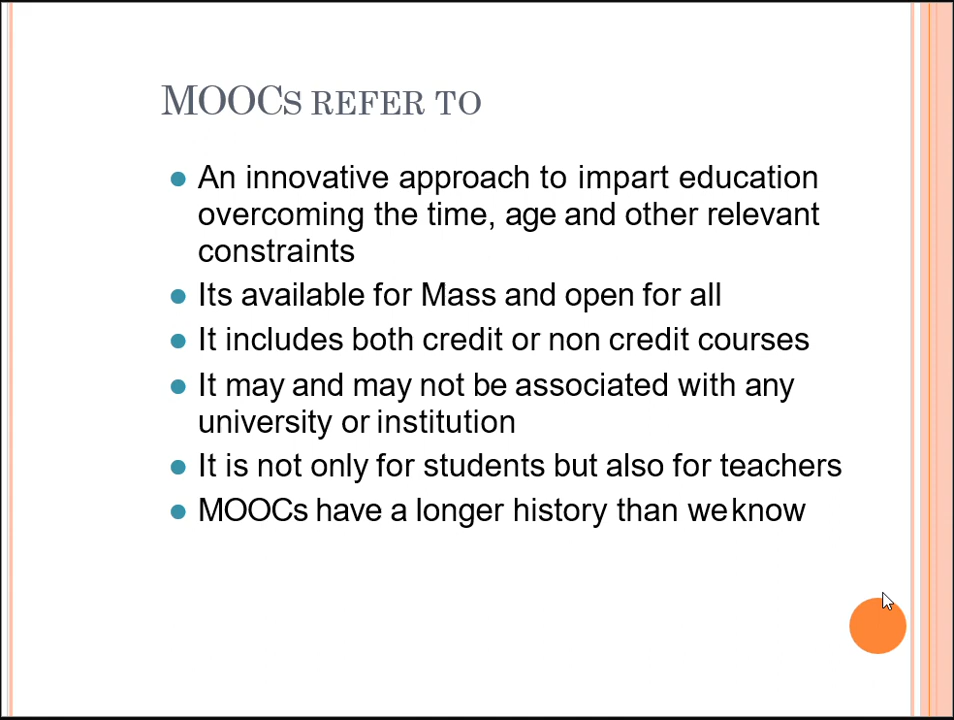 MOOCs REFER TO
An innovative approach to impart education
overcoming the time, age and other relevant
constraints
Its available for Mass and open for all
It includes both credit or non credit courses
It may and may not be associated with any
university or institution
It is not only for students but also for teachers
MOOCs have a longer history than we know